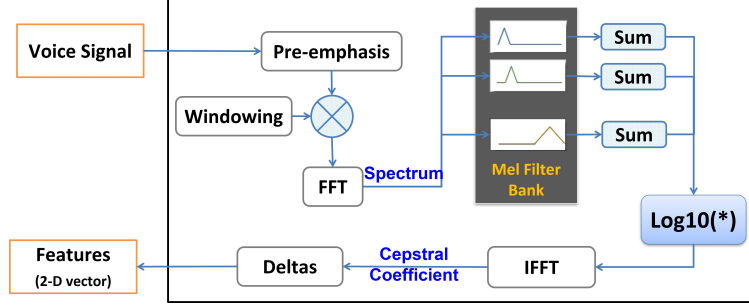 Voice Signal
Pre-emphasis
Sum
Sum
Windowing
Sum
FFT
Spectrum
Mel Filter
Bank
Log10(*)
Features
(2-D vector)
Deltas
Cepstral
Coefficient
IFFT